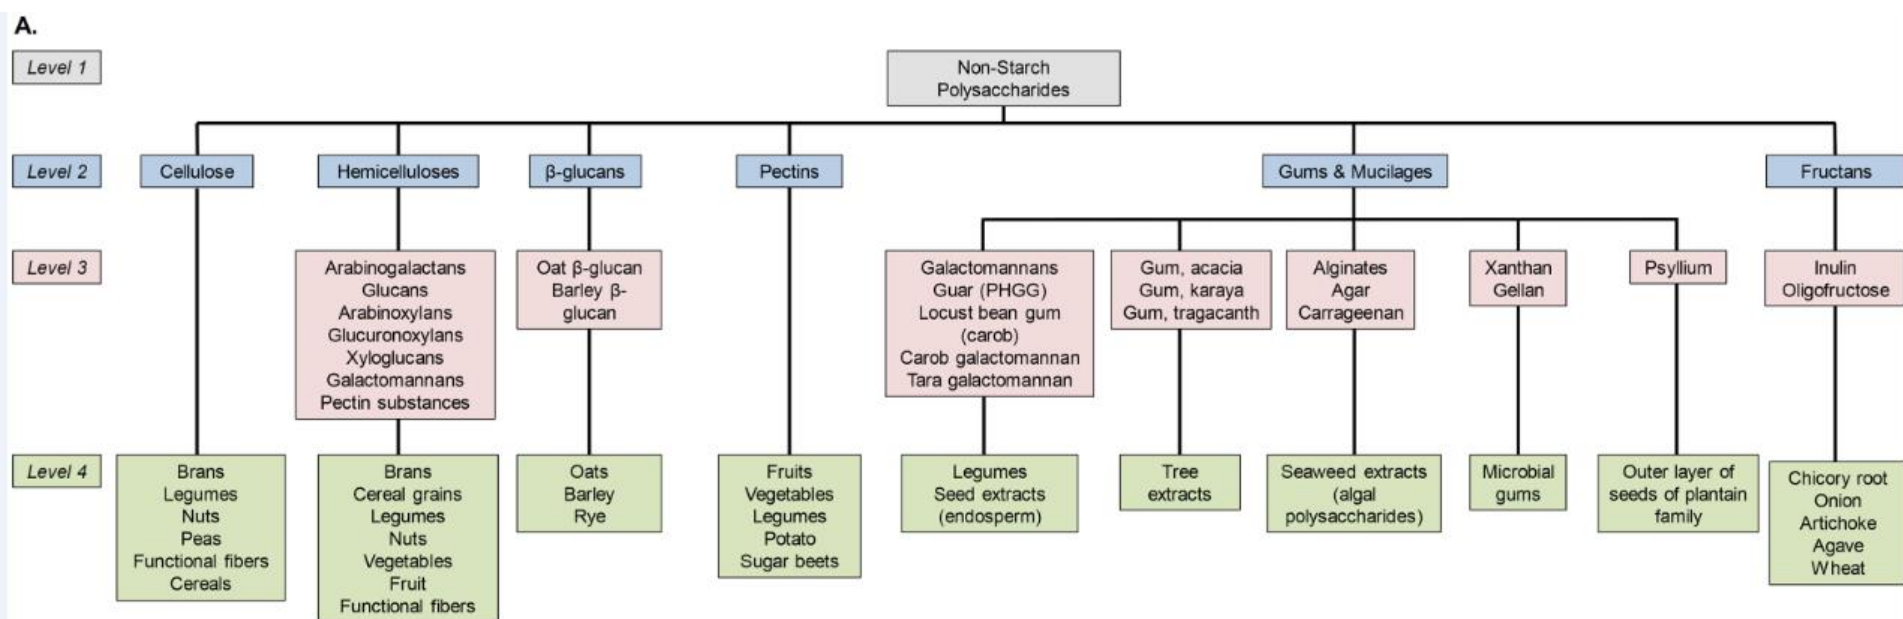 A.
Level 1
Non-Starch
Polysaccharides
Level 2
Cellulose
Hemicelluloses
β-glucans
Pectins
Gums & Mucilages
Fructans
Level 3
Arabinogalactans
Glucans
Arabinoxylans
Glucuronoxylans
Xyloglucans
Galactomannans
Pectin substances
Oat β-glucan
Barley β-
glucan
Galactomannans
Guar (PHGG)
Locust bean gum
(carob)
Carob galactomannan
Tara galactomannan
Gum, acacia
Gum, karaya
Gum, tragacanth
Alginates
Agar
Carrageenan
Xanthan
Gellan
Psyllium
Inulin
Oligofructose
Level 4
Brans
Legumes
Nuts
Peas
Functional fibers
Cereals
Brans
Cereal grains
Legumes
Nuts
Vegetables
Fruit
Functional fibers
Oats
Barley
Rye
Fruits
Vegetables
Legumes
Potato
Sugar beets
Legumes
Seed extracts
(endosperm)
Tree
extracts
Seaweed extracts
(algal
polysaccharides)
Microbial
gums
Outer layer of
seeds of plantain
family
Chicory root
Onion
Artichoke
Agave
Wheat